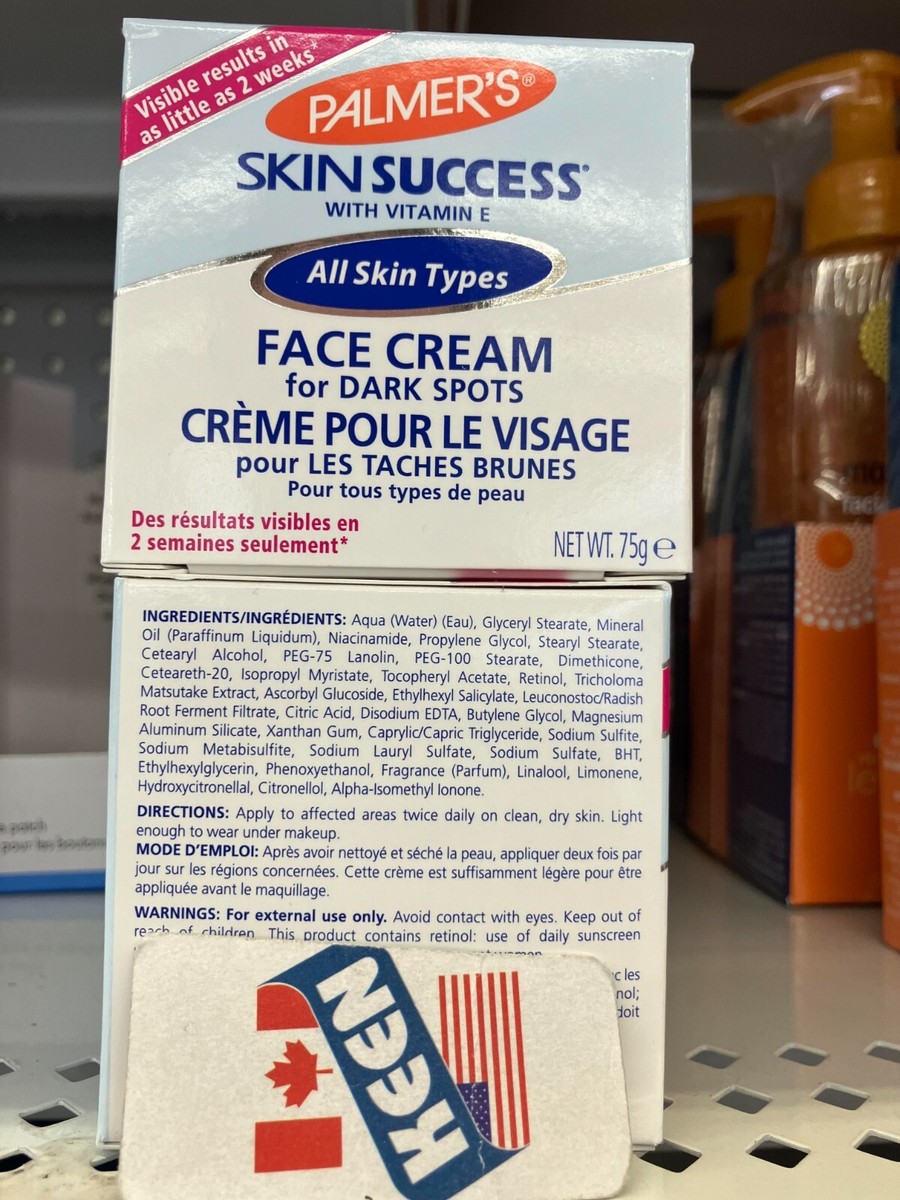 Visible results in
as little as 2 weeks*
PALMER'S®
SKIN SUCCESS®
WITH VITAMIN E
All Skin Types
FACE CREAM
for DARK SPOTS
CRÈME POUR LE VISAGE
pour LES TACHES BRUNES
Pour tous types de peau
Des résultats visibles en
2 semaines seulement*
NET WT. 75g e
INGREDIENTS/INGRÉDIENTS: Aqua (Water) (Eau), Glyceryl Stearate, Mineral
Oil (Paraffinum Liquidum), Niacinamide, Propylene Glycol, Stearyl Stearate,
Cetearyl Alcohol, PEG-75 Lanolin, PEG-100 Stearate, Dimethicone,
Ceteareth-20, Isopropyl Myristate, Tocopheryl Acetate, Retinol, Tricholoma
Matsutake Extract, Ascorbyl Glucoside, Ethylhexyl Salicylate, Leuconostoc/Radish
Root Ferment Filtrate, Citric Acid, Disodium EDTA, Butylene Glycol, Magnesium
Aluminum Silicate, Xanthan Gum, Caprylic/Capric Triglyceride, Sodium Sulfite,
Sodium Metabisulfite, Sodium Lauryl Sulfate, Sodium Sulfate, BHT,
Ethylhexylglycerin, Phenoxyethanol, Fragrance (Parfum), Linalool, Limonene,
Hydroxycitronellal, Citronellol, Alpha-Isomethyl Ionone.
DIRECTIONS: Apply to affected areas twice daily on clean, dry skin. Light
enough to wear under makeup.
MODE D'EMPLOI: Après avoir nettoyé et séché la peau, appliquer deux fois par
jour sur les régions concernées. Cette crème est suffisamment légère pour être
appliquée avant le maquillage.
WARNINGS: For external use only. Avoid contact with eyes. Keep out of
reach of children. This product contains retinol: use of daily sunscreen
women
c les
nol;
doit
KEEN
patch
pour les boutons